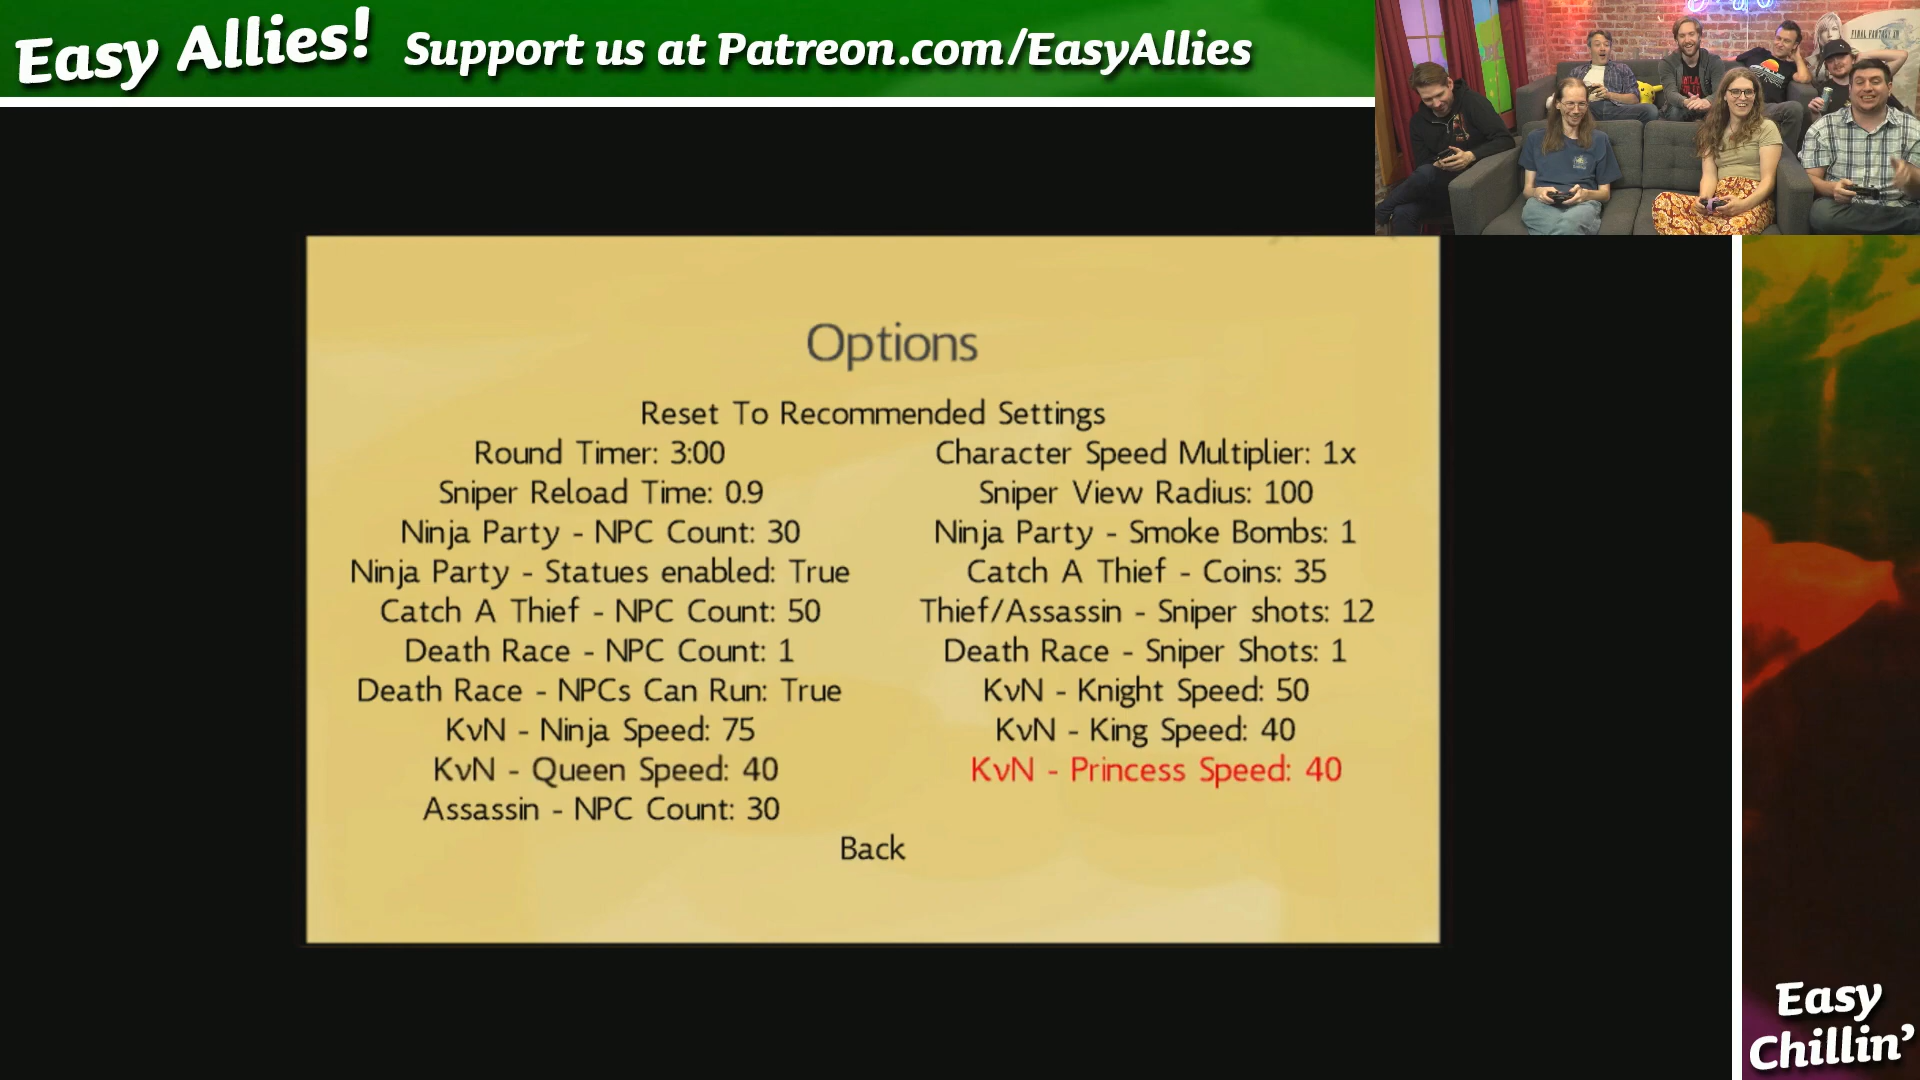 Easy Allies! Support us at Patreon.com/EasyAllies
FINAL FANTASY XIII
Options
Reset To Recommended Settings
Round Timer: 3:00
Character Speed Multiplier: 1x
Sniper Reload Time: 0.9
Sniper View Radius: 100
Ninja Party - NPC Count: 30
Ninja Party - Smoke Bombs: 1
Ninja Party - Statues enabled: True
Catch A Thief - Coins: 35
Catch A Thief - NPC Count: 50
Thief/Assassin - Sniper shots: 12
Death Race - NPC Count: 1
Death Race - Sniper Shots: 1
Death Race - NPCs Can Run: True
KvN - Knight Speed: 50
KvN - Ninja Speed: 75
KvN - King Speed: 40
KvN - Queen Speed: 40
KvN - Princess Speed: 40
Assassin - NPC Count: 30
Back
Easy
Chillin'